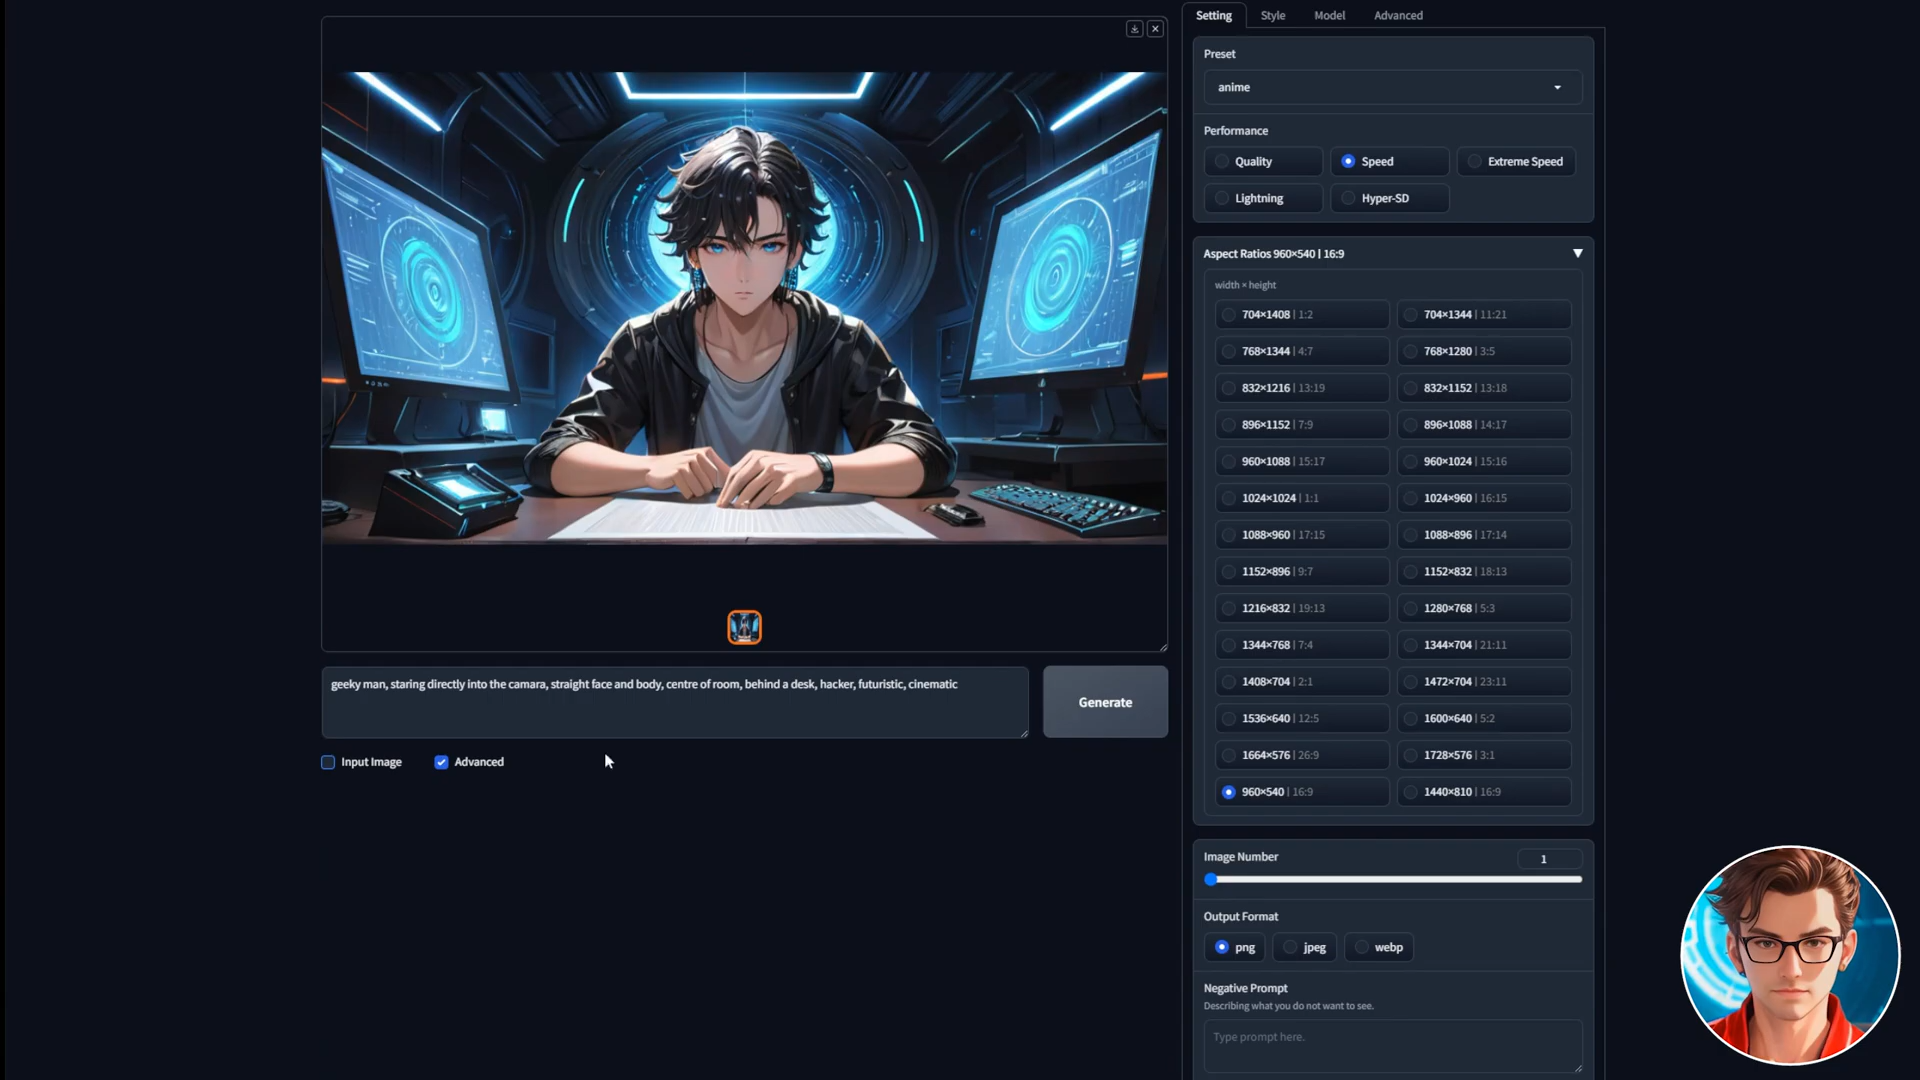 Setting Style Model Advanced
Preset
anime
Performance
Quality Speed Extreme Speed
Lightning Hyper-SD
Aspect Ratios 960×540 | 16:9
width × height
704×1408 | 1:2 704×1344 | 11:21
768×1344 | 4:7 768×1280 | 3:5
832×1216 | 13:19 832×1152 | 13:18
896×1152 | 7:9 896×1088 | 14:17
960×1088 | 15:17 960×1024 | 15:16
1024×1024 | 1:1 1024×960 | 16:15
1088×960 | 17:15 1088×896 | 17:14
1152×896 | 9:7 1152×832 | 18:13
1216×832 | 19:13 1280×768 | 5:3
1344×768 | 7:4 1344×704 | 21:11
1408×704 | 2:1 1472×704 | 23:11
1536×640 | 12:5 1600×640 | 5:2
1664×576 | 26:9 1728×576 | 3:1
960×540 | 16:9 1440×810 | 16:9
geeky man, staring directly into the camara, straight face and body, centre of room, behind a desk, hacker, futuristic, cinematic
Generate
Input Image Advanced
Image Number 1
Output Format
png jpeg webp
Negative Prompt
Describing what you do not want to see.
Type prompt here.